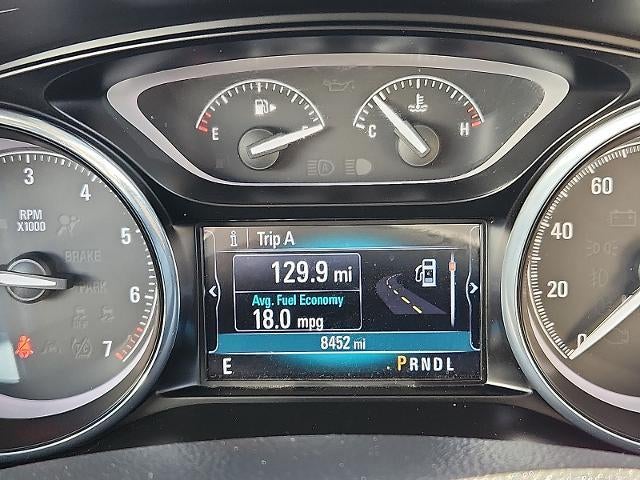 E F
C H
3
4
5
6
7
RPM
X1000
BRAKE
PARK
i Trip A
129.9 mi
Avg. Fuel Economy
18.0 mpg
8452 mi
E PRNDL
60
40
20
0